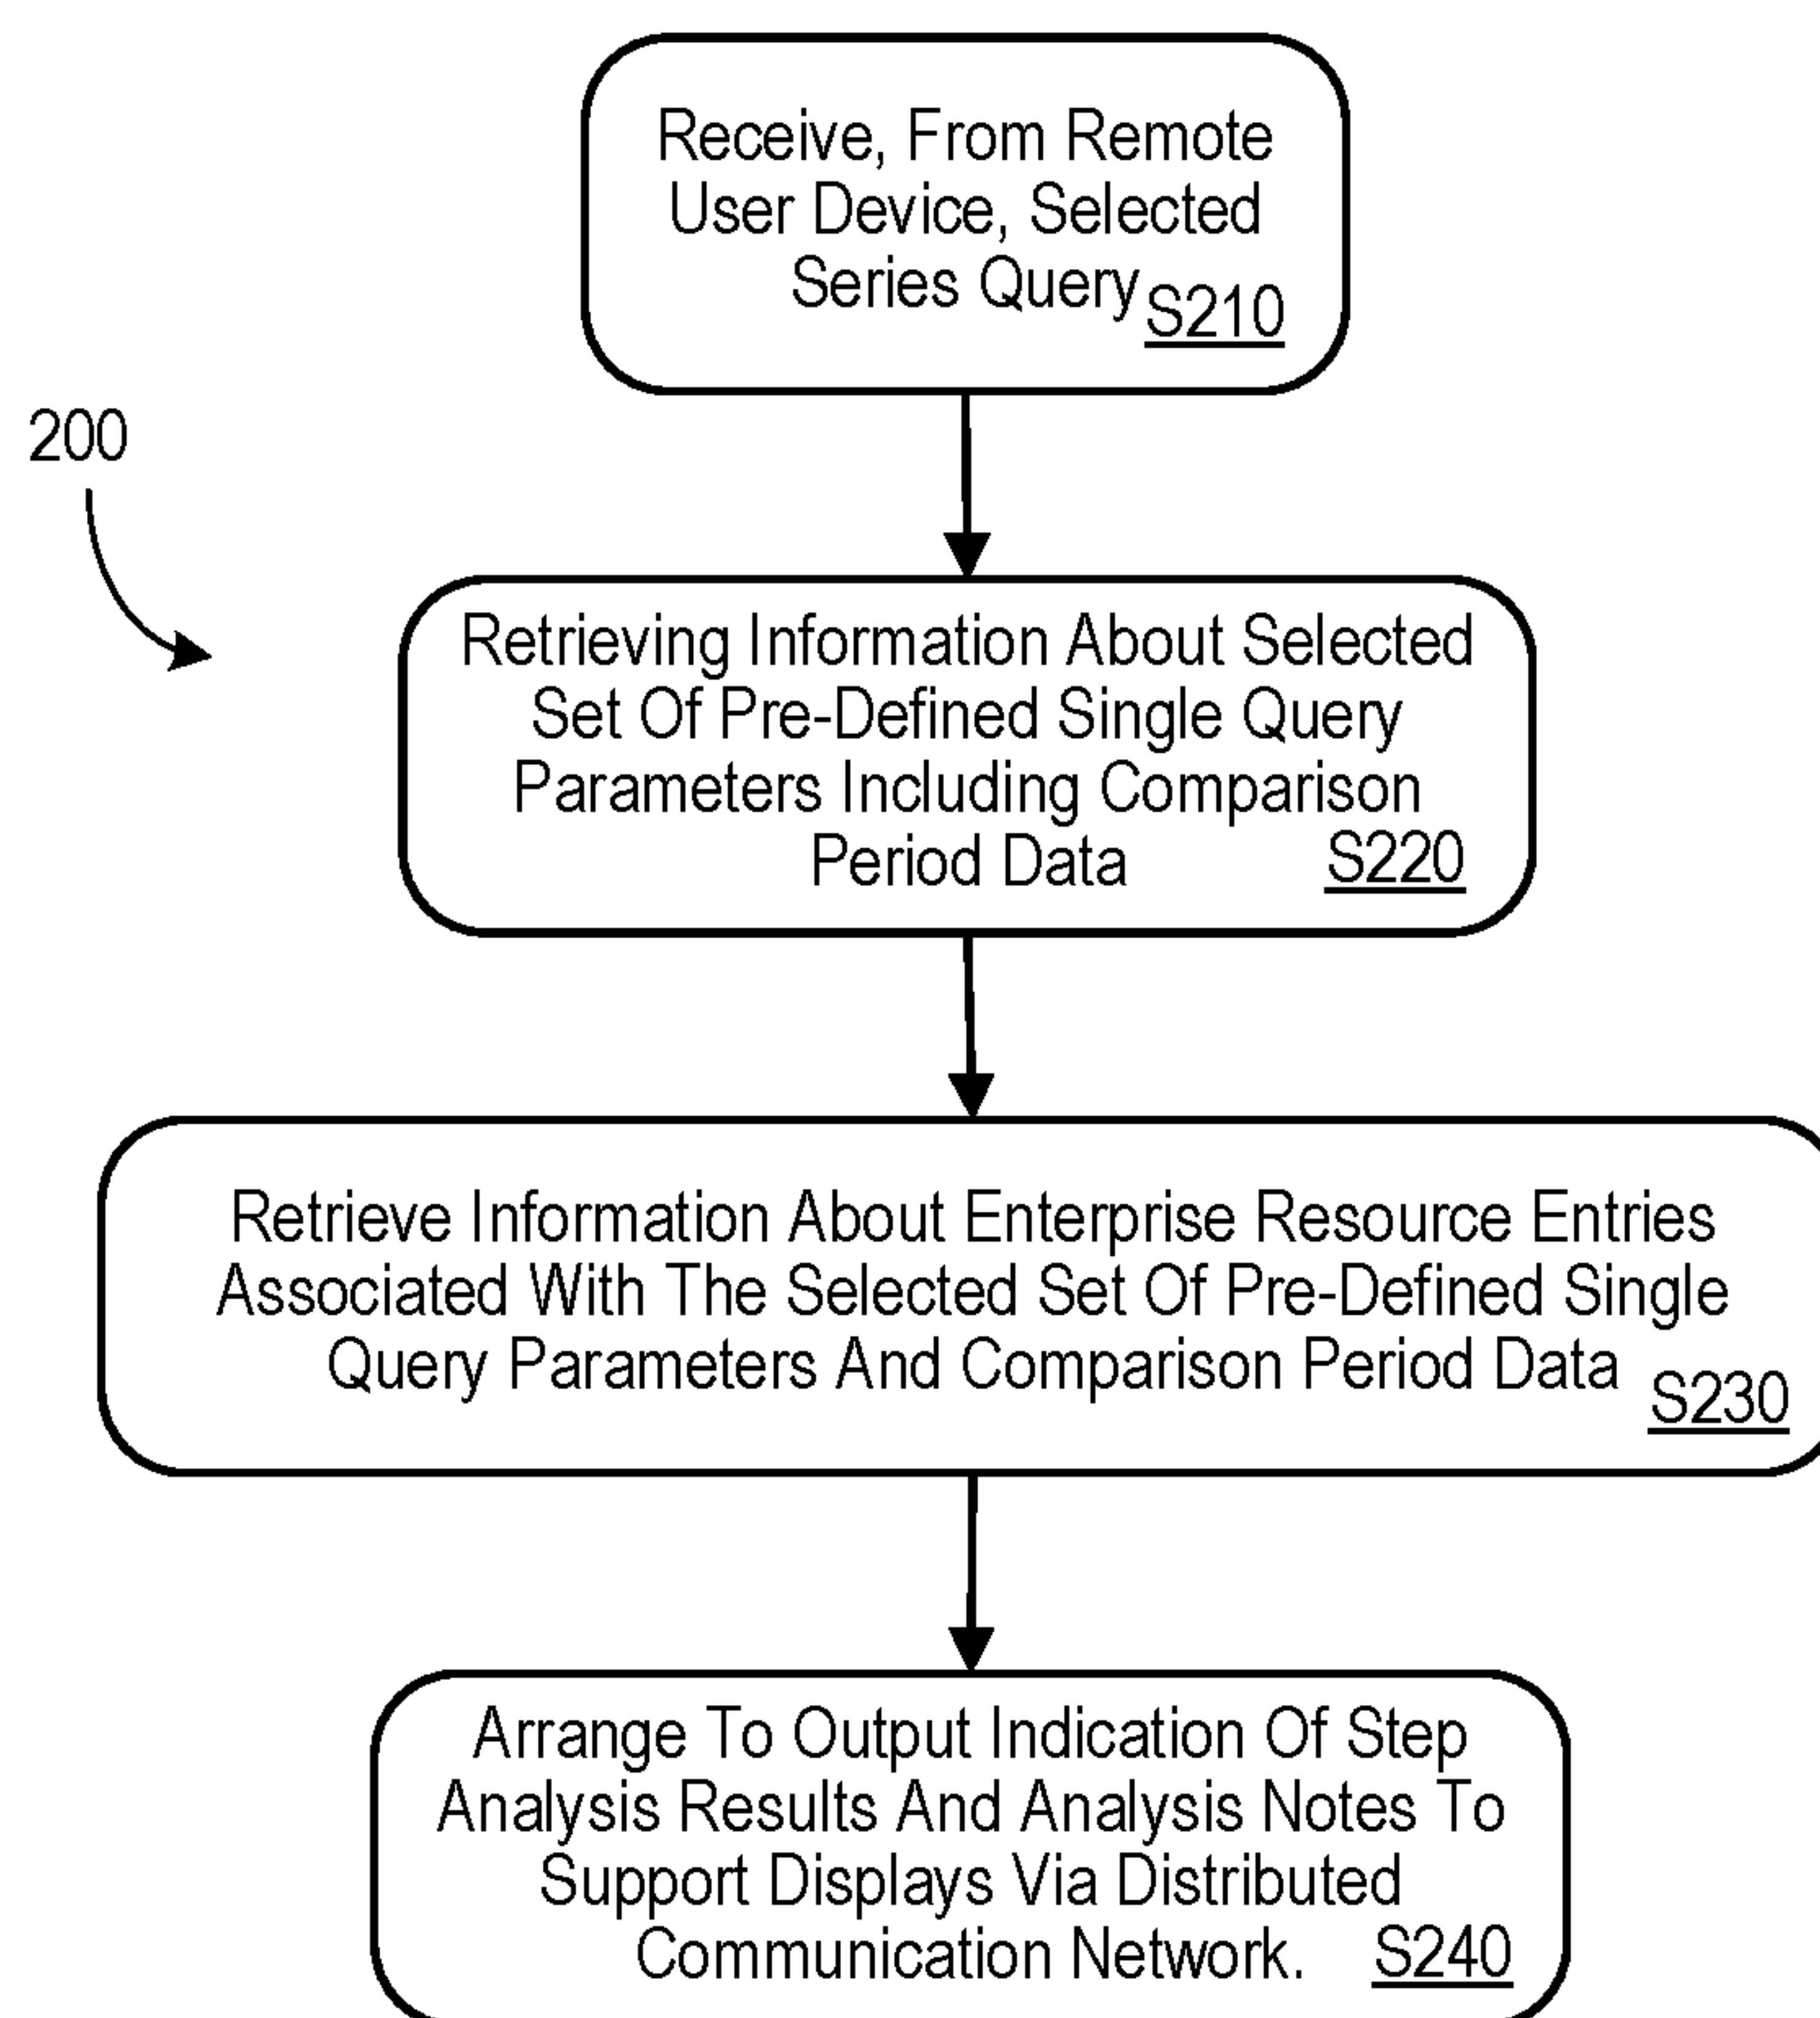 Receive, From Remote
User Device, Selected
Series Query
S210
200
Retrieving Information About Selected
Set Of Pre-Defined Single Query
Parameters Including Comparison
Period Data
S220
Retrieve Information About Enterprise Resource Entries
Associated With The Selected Set Of Pre-Defined Single
Query Parameters And Comparison Period Data
S230
Arrange To Output Indication Of Step
Analysis Results And Analysis Notes To
Support Displays Via Distributed
Communication Network.
S240